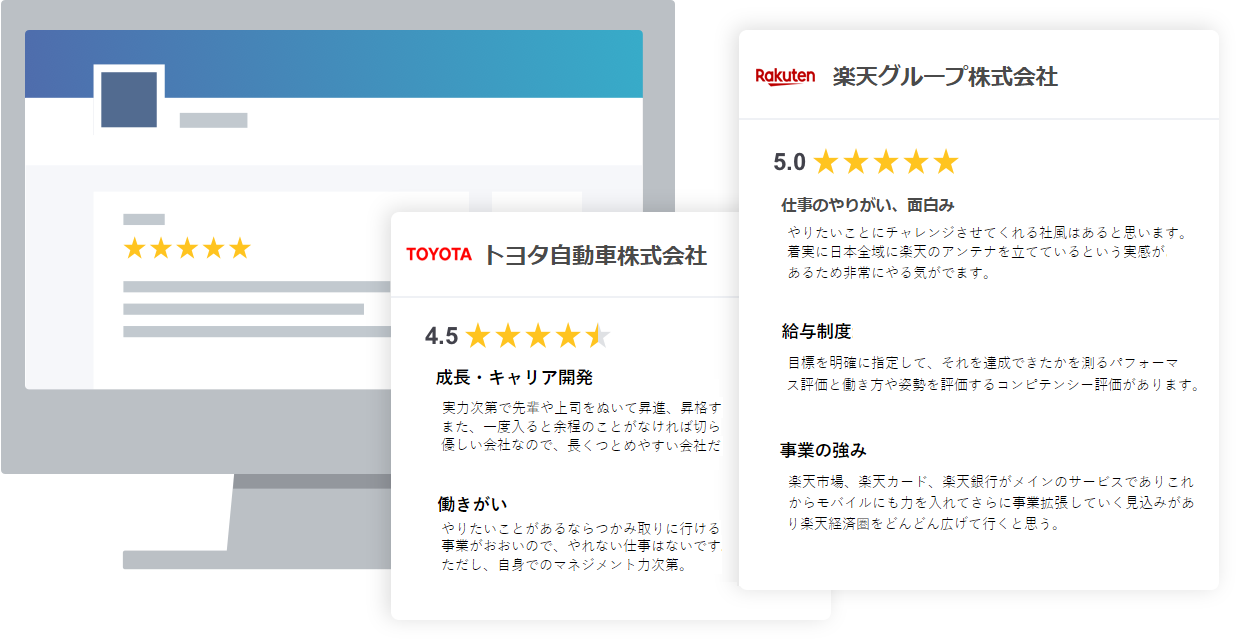 Rakuten 楽天グループ株式会社
5.0
仕事のやりがい、面白み
やりたいことにチャレンジさせてくれる社風はあると思います。
着実に日本全域に楽天のアンテナを立てているという実感が
あるため非常にやる気がでます。
給与制度
目標を明確に指定して、それを達成できたかを測るパフォーマ
ス評価と働き方や姿勢を評価するコンピテンシー評価があります。
事業の強み
楽天市場、楽天カード、楽天銀行がメインのサービスでありこれ
からモバイルにも力を入れてさらに事業拡張していく見込みがあ
り楽天経済圏をどんどん広げて行くと思う。
TOYOTA トヨタ自動車株式会社
4.5
成長・キャリア開発
実力次第で先輩や上司をぬいて昇進、昇格す
また、一度入ると余程のことがなければ切ら
優しい会社なので、長くつとめやすい会社だ
働きがい
やりたいことがあるならつかみ取りに行ける
事業がおおいので、やれない仕事はないです
ただし、自身でのマネジメント力次第。